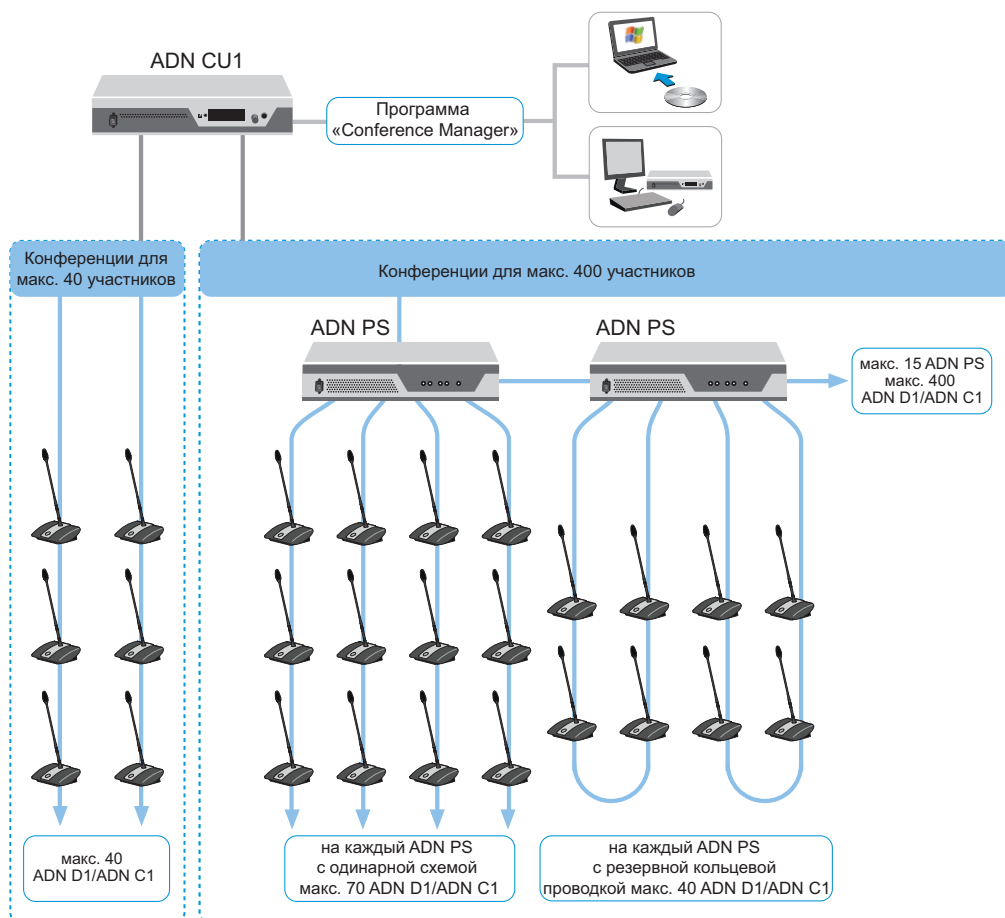 ADN CU1
Программа
«Conference Manager»
Конференции для
макс. 40 участников
Конференции для макс. 400 участников
ADN PS
ADN PS
макс. 15 ADN PS
макс. 400
ADN D1/ADN C1
макс. 40
ADN D1/ADN C1
на каждый ADN PS
с одинарной схемой
макс. 70 ADN D1/ADN C1
на каждый ADN PS
с резервной кольцевой
проводкой макс. 40 ADN D1/ADN C1